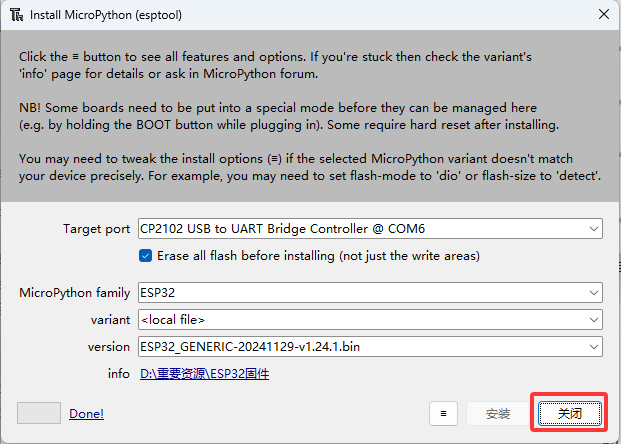 Install MicroPython (esptool)
Click the ≡ button to see all features and options. If you're stuck then check the variant's
'info' page for details or ask in MicroPython forum.
NB! Some boards need to be put into a special mode before they can be managed here
(e.g. by holding the BOOT button while plugging in). Some require hard reset after installing.
You may need to tweak the install options (≡) if the selected MicroPython variant doesn't match
your device precisely. For example, you may need to set flash-mode to 'dio' or flash-size to 'detect'.
Target port CP2102 USB to UART Bridge Controller @ COM6
Erase all flash before installing (not just the write areas)
MicroPython family ESP32
variant <local file>
version ESP32_GENERIC-20241129-v1.24.1.bin
info D:\重要资源\ESP32固件
Done! ≡ 安装 关闭